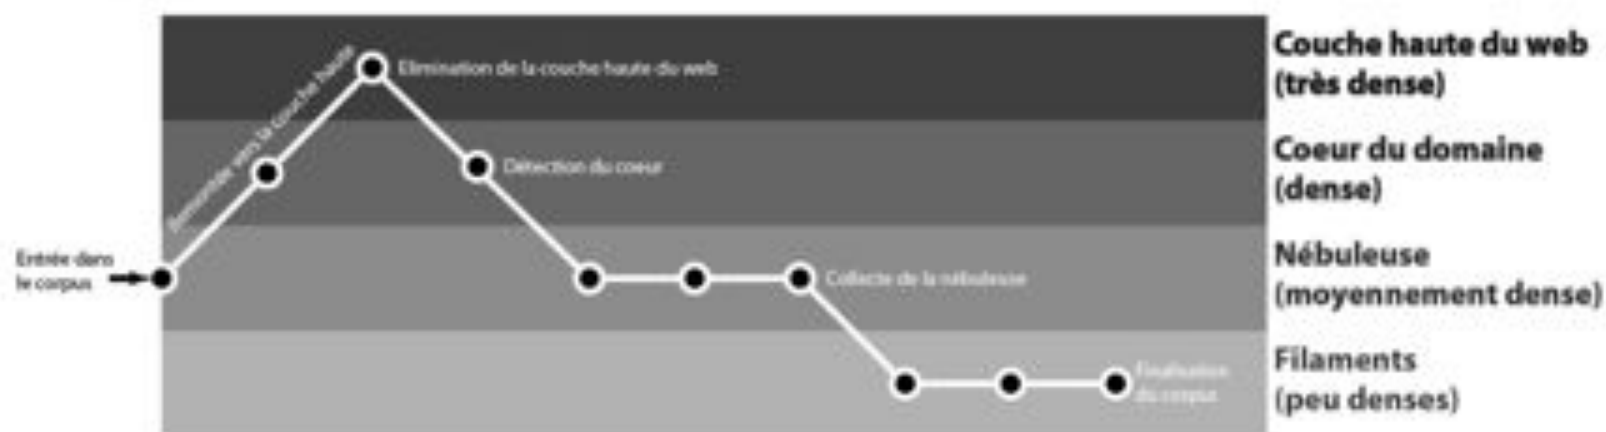 Couche haute du web
(très dense)
Remontée vers la couche haute
Elimination de la couche haute du web
Coeur du domaine
(dense)
Détection du coeur
Entrée dans
le corpus
Nébuleuse
(moyennement dense)
Collecte de la nébuleuse
Filaments
(peu denses)
Finalisation
du corpus